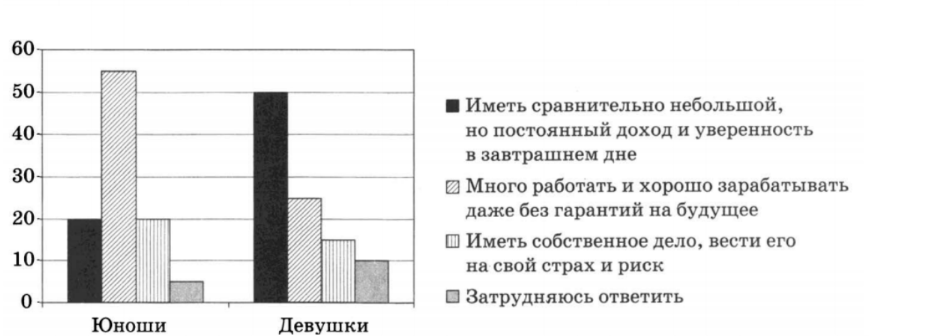 60
50
40
30
20
10
0
Юноши
Девушки
Иметь сравнительно небольшой,
но постоянный доход и уверенность
в завтрашнем дне
Много работать и хорошо зарабатывать
даже без гарантий на будущее
Иметь собственное дело, вести его
на свой страх и риск
Затрудняюсь ответить